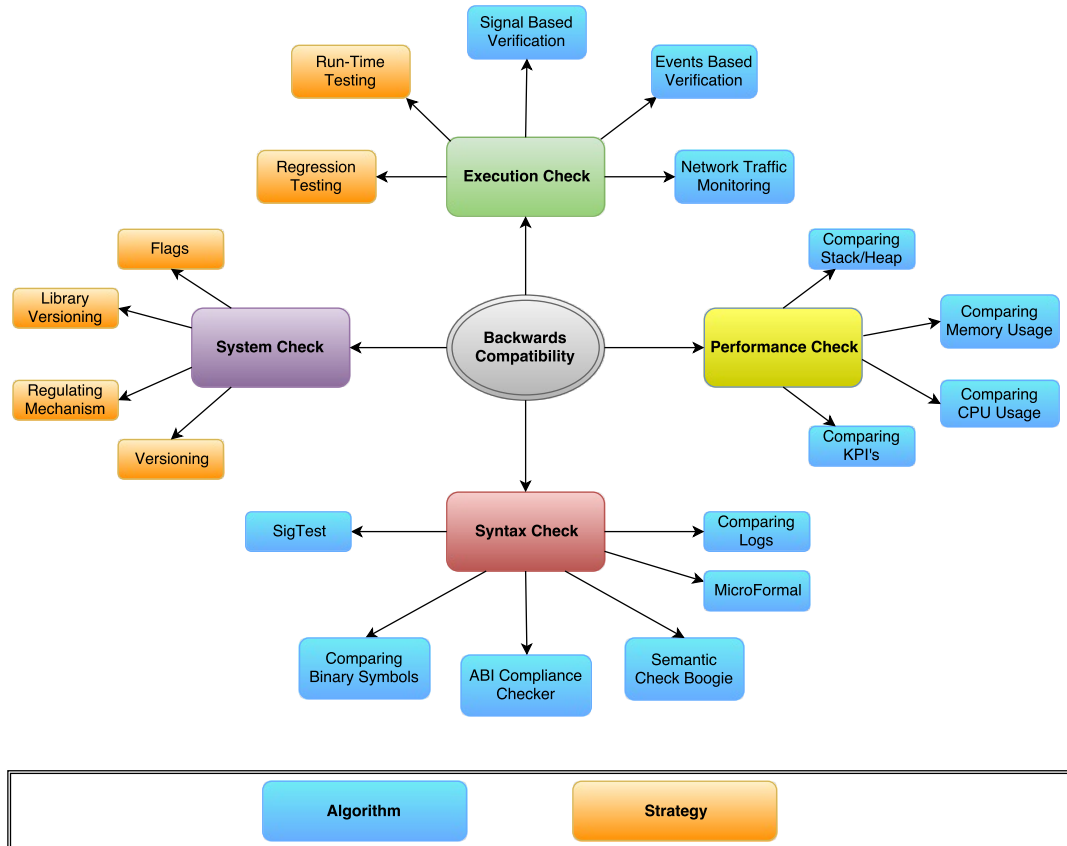 Signal Based
Verification
Run-Time
Testing
Events Based
Verification
Regression
Testing
Execution Check
Network Traffic
Monitoring
Flags
Comparing
Stack/Heap
Library
Versioning
System Check
Backwards
Compatibility
Performance Check
Comparing
Memory Usage
Regulating
Mechanism
Comparing
CPU Usage
Versioning
Comparing
KPI's
SigTest
Syntax Check
Comparing
Logs
MicroFormal
Comparing
Binary Symbols
ABI Compliance
Checker
Semantic
Check Boogie
Algorithm
Strategy